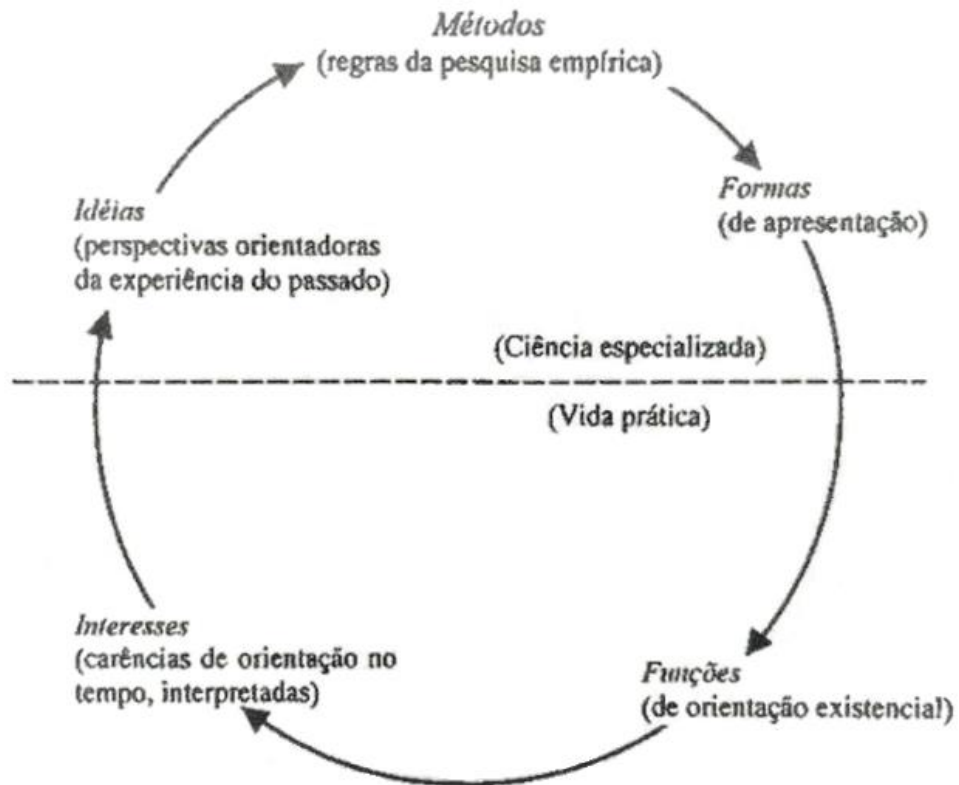 Métodos
(regras da pesquisa empírica)
Formas
(de apresentação)
Idéias
(perspectivas orientadoras
da experiência do passado)
(Ciência especializada)
(Vida prática)
Interesses
(carências de orientação no
tempo, interpretadas)
Funções
(de orientação existencial)